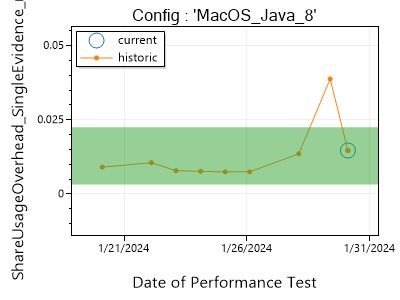 Config : 'MacOS_Java_8'
current
historic
ShareUsageOverhead_SingleEvidence_
0.05
0.025
0
1/21/2024
1/26/2024
1/31/2024
Date of Performance Test